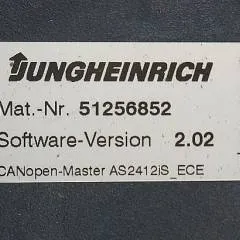 JUNGHEINRICH
Mat.-Nr. 51256852
Software-Version 2.02
CANopen-Master AS2412iS_ECE